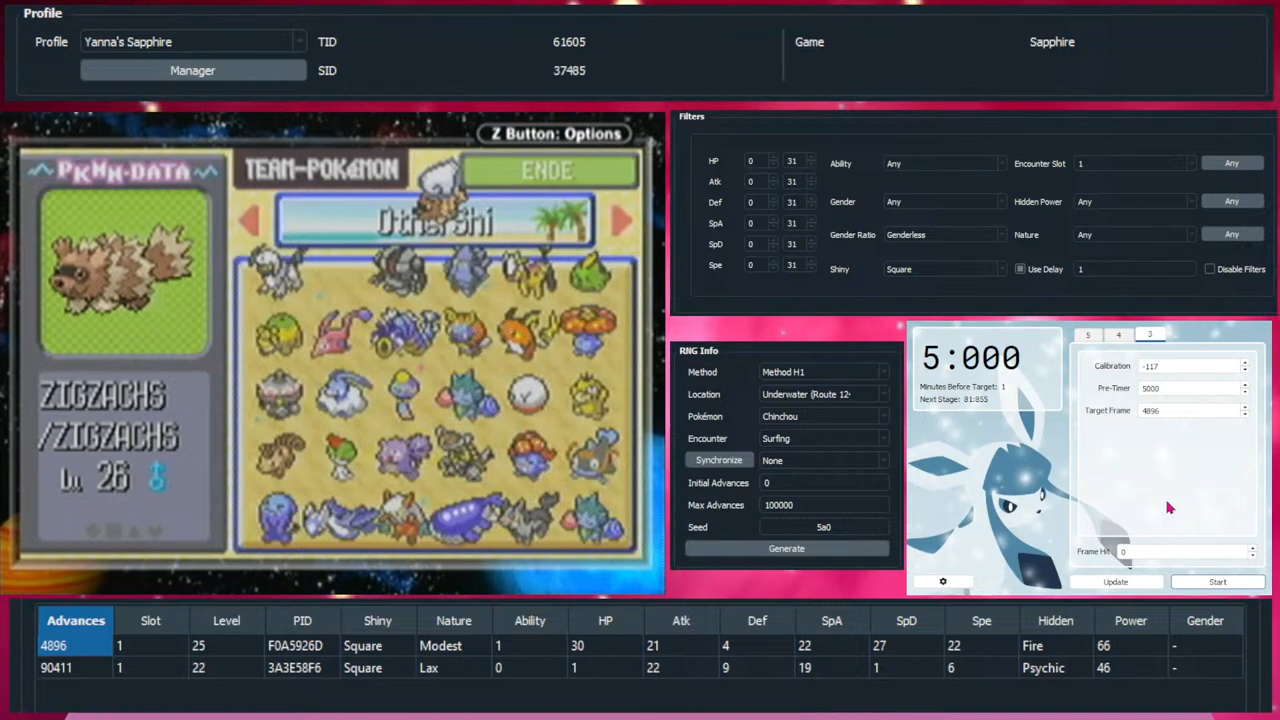 Profile
Profile Yanna's Sapphire TID 61605 Game Sapphire
Manager SID 37485
Z Button: Options
PKMN-DATA
TEAM-POKéMON ENDE
OtherShi
ZIGZACHS
/ZIGZACHS
Lv. 26 ♂
Filters
HP 0 31 Ability Any Encounter Slot 1 Any
Atk 0 31
Def 0 31 Gender Any Hidden Power Any Any
SpA 0 31
SpD 0 31 Gender Ratio Genderless Nature Any Any
Spe 0 31 Shiny Square Use Delay 1 Disable Filters
RNG Info
Method Method H1
Location Underwater (Route 12
Pokémon Chinchou
Encounter Surfing
Synchronize None
Initial Advances 0
Max Advances 100000
Seed 5a0
Generate
5:000
Minutes Before Target: 1
Next Stage: 81:855
5 4 3
Calibration -117
Pre-Timer 5000
Target Frame 4896
Frame Hit 0
Update Start
Advances Slot Level PID Shiny Nature Ability HP Atk Def SpA SpD Spe Hidden Power Gender
4896 1 25 F0A5926D Square Modest 1 30 21 4 22 27 22 Fire 66 -
90411 1 22 3A3E58F6 Square Lax 0 1 22 9 19 1 6 Psychic 46 -